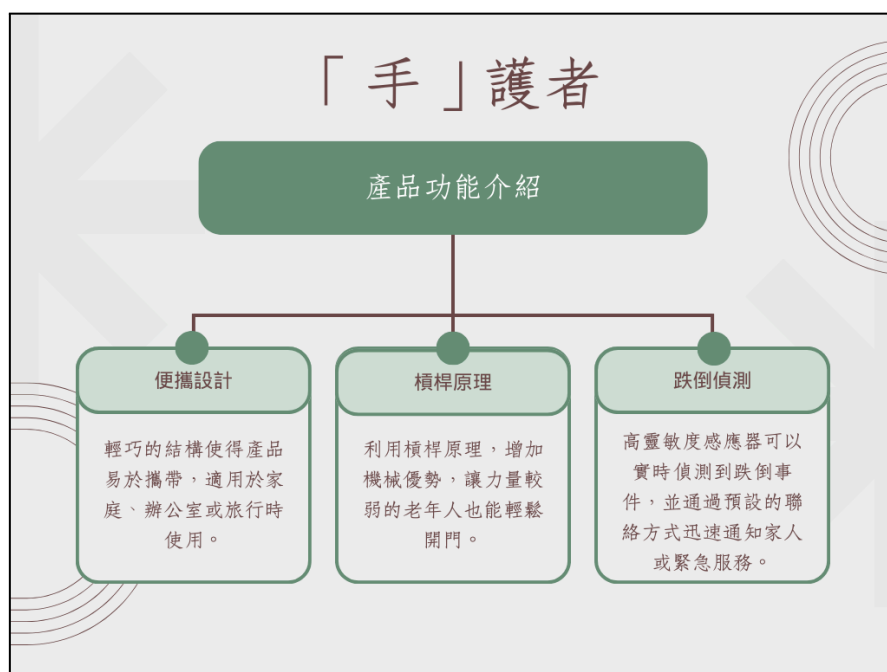 「手」護者
產品功能介紹
便攜設計
輕巧的結構使得產品
易於攜帶，適用於家
庭、辦公室或旅行時
使用。
槓桿原理
利用槓桿原理，增加
機械優勢，讓力量較
弱的老年人也能輕鬆
開門。
跌倒偵測
高靈敏度感應器可以
實時偵測到跌倒事
件，並通過預設的聯
絡方式迅速通知家人
或緊急服務。